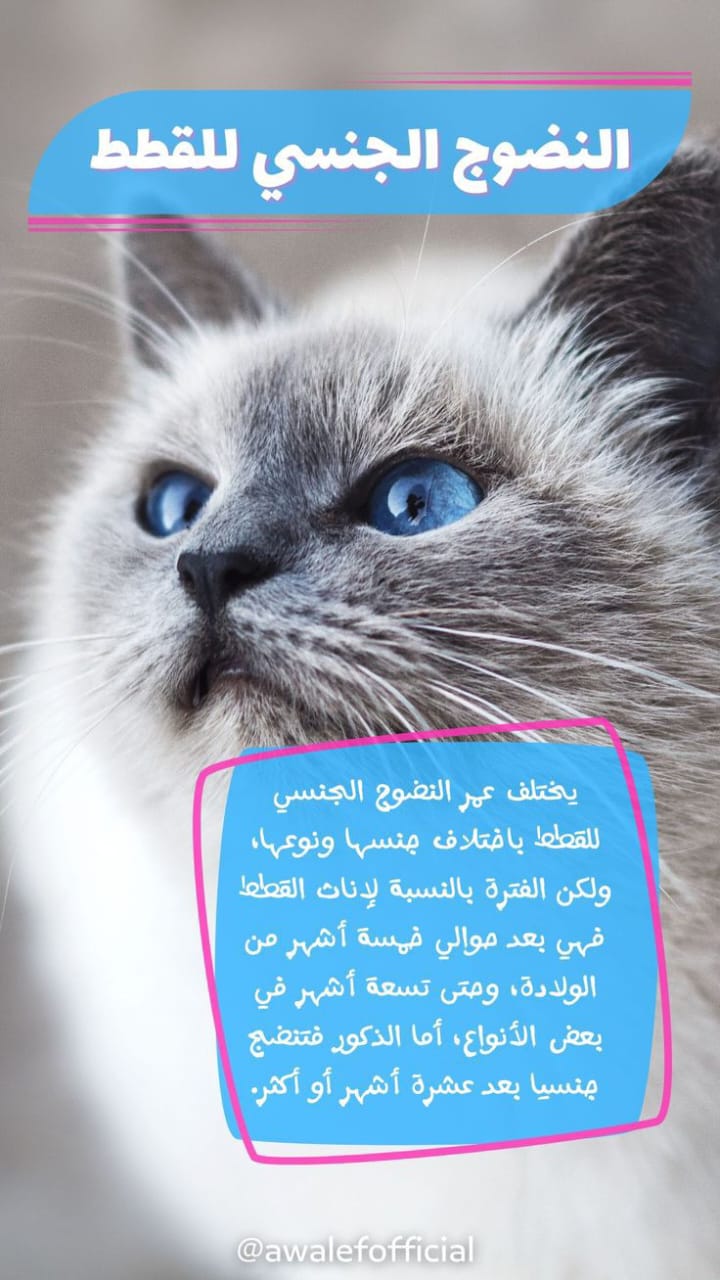 النضوج الجنسي للقطط
يختلف عمر النضوج الجنسي
للقطط باختلاف جنسها ونوعها،
ولكن الفترة بالنسبة لإناث القطط
فهي بعد حوالي خمسة أشهر من
الولادة، وحتى تسعة أشهر في
بعض الأنواع، أما الذكور فتنضج
جنسيا بعد عشرة أشهر أو أكثر.
@awalefofficial